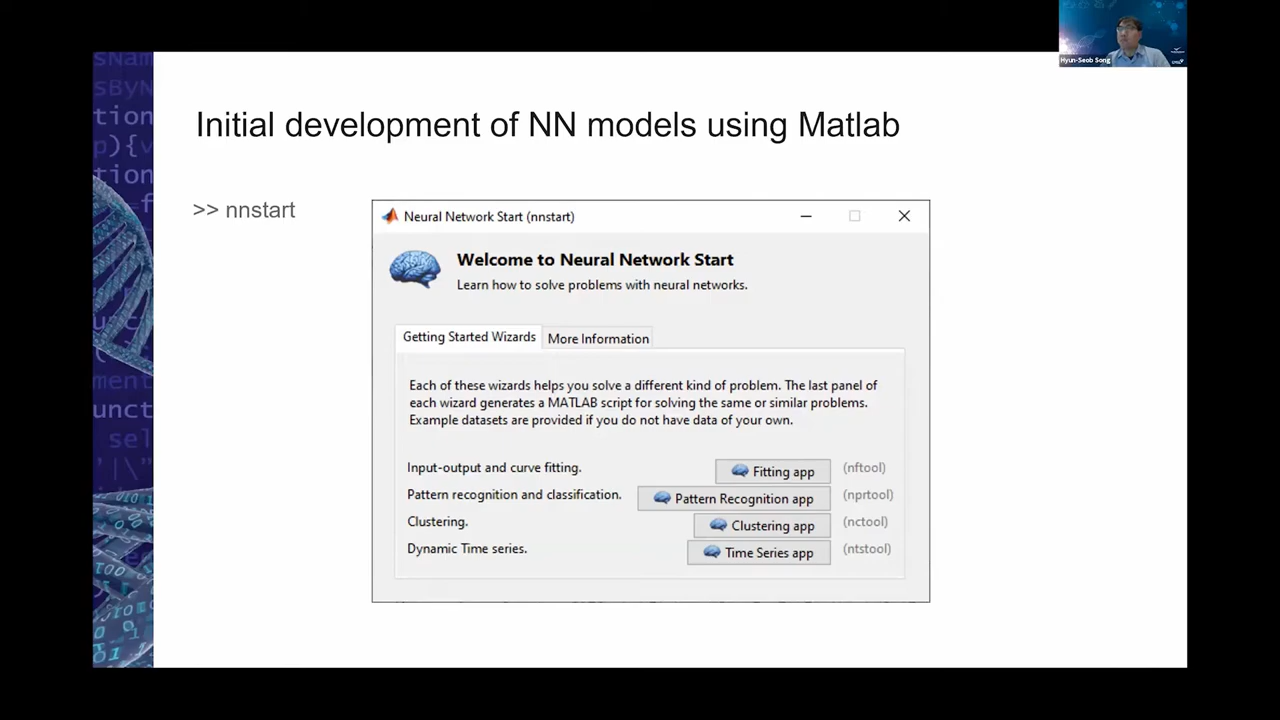 Hyun-Seob Song
Initial development of NN models using Matlab
>> nnstart
Neural Network Start (nnstart)
Welcome to Neural Network Start
Learn how to solve problems with neural networks.
Getting Started Wizards
More Information
Each of these wizards helps you solve a different kind of problem. The last panel of
each wizard generates a MATLAB script for solving the same or similar problems.
Example datasets are provided if you do not have data of your own.
Input-output and curve fitting. Fitting app (nftool)
Pattern recognition and classification. Pattern Recognition app (nprtool)
Clustering. Clustering app (nctool)
Dynamic Time series. Time Series app (ntstool)